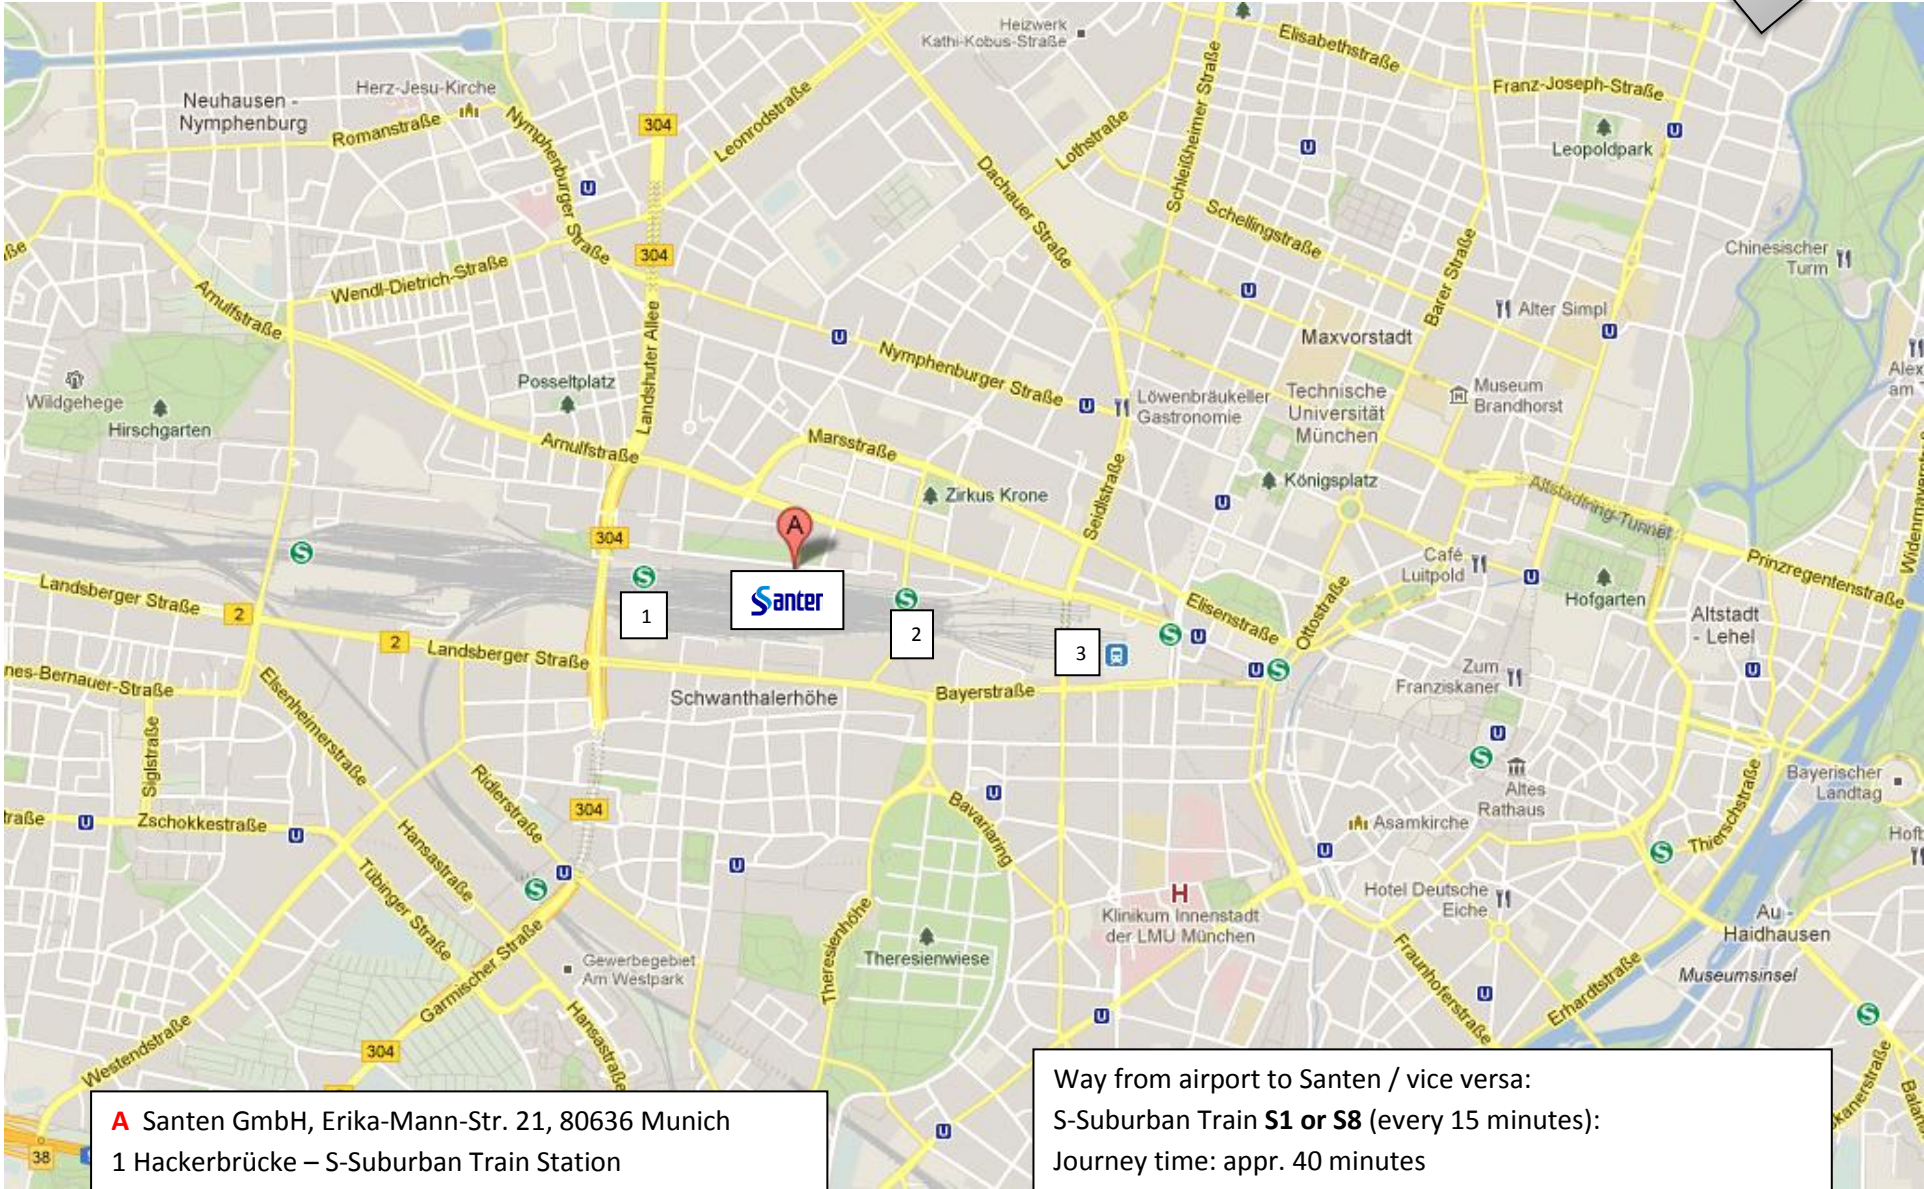 Heizwerk
Kathi-Kobus-Straße
Elisabethstraße
Franz-Joseph-Straße
Herz-Jesu-Kirche
Neuhausen -
Nymphenburg
Romanstraße
Nymphenburger Straße
304
Leonrodstraße
Lothstraße
Schleißheimer Straße
U
U
Leopoldpark
Dachauer Straße
U
Schellingstraße
Barer Straße
Chinesischer
Turm
ße
Wendl-Dietrich-Straße
304
Arnulfstraße
Landshuter Allee
U
Alter Simpl
U
U
Maxvorstadt
Nymphenburger Straße
U
Löwenbräukeller
Gastronomie
Technische
Universität
München
Museum
Brandhorst
Alex
am
Wildgehege
Hirschgarten
Posseltplatz
Arnulfstraße
Marsstraße
Zirkus Krone
Seidlstraße
U
Königsplatz
Altstadtring-Tunnel
Widenmayerstraße
A
304
S
S
Santer
1
S
2
3
Café
Luitpold
U
Hofgarten
Prinzregentenstraße
Landsberger Straße
2
2
Landsberger Straße
Elisenstraße
Ottostraße
S
U
U
S
Altstadt
- Lehel
U
Zum
Franziskaner
nes-Bernauer-Straße
Elsenheimerstraße
Schwanthalerhöhe
Bayerstraße
Siglstraße
Ridlerstraße
U
S
Altes
Rathaus
Bayerischer
Landtag
304
U
Bavariaring
traße
U
Zschokkestraße
U
Hansastraße
Tübinger Straße
U
S
U
Asamkirche
U
S
Thierschstraße
Hofb
H
Klinikum Innenstadt
der LMU München
Hotel Deutsche
Eiche
Au -
Haidhausen
Theresienhöhe
Theresienwiese
Gewerbegebiet
Am Westpark
Garmischer Straße
Hansastraße
Fraunhoferstraße
U
Erhardtstraße
Museumsinsel
U
S
Westendstraße
304
U
38
skanerstraße
Balan
A Santen GmbH, Erika-Mann-Str. 21, 80636 Munich
1 Hackerbrücke – S-Suburban Train Station
Way from airport to Santen / vice versa:
S-Suburban Train S1 or S8 (every 15 minutes):
Journey time: appr. 40 minutes